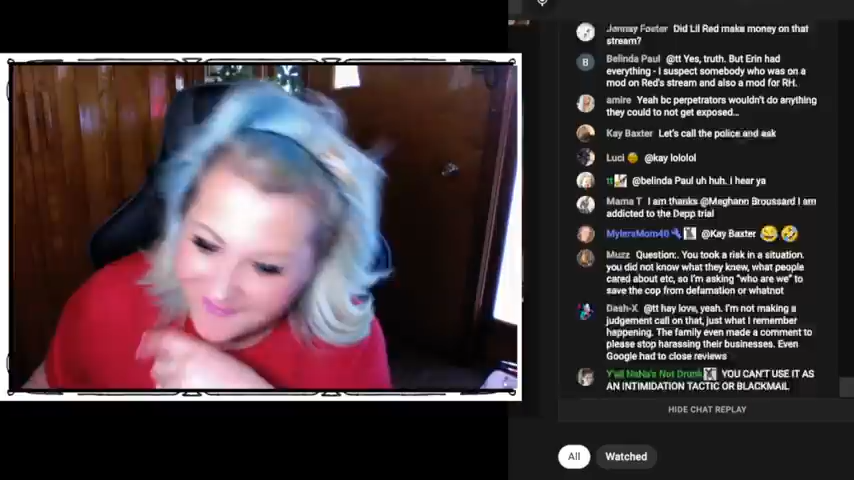 Jenney Foster Did Lil Red make money on that
stream?
Belinda Paul @tt Yes, truth. But Erin had
everything - I suspect somebody who was on a
mod on Red's stream and also a mod for RH.
amire Yeah bc perpetrators wouldn't do anything
they could to not get exposed...
Kay Baxter Let's call the police and ask
Luci @kay lololol
tt @belinda Paul uh huh. i hear ya
Mama T I am thanks @Meghann Broussard I am
addicted to the Depp trial
MylersMom40 @Kay Baxter
Muzz Question:. You took a risk in a situation.
you did not know what they knew, what people
cared about etc, so I'm asking "who are we" to
save the cop from defamation or whatnot
Dash-X @tt hay love, yeah. I'm not making a
judgement call on that, just what I remember
happening. The family even made a comment to
please stop harassing their businesses. Even
Google had to close reviews
Y'all NaNa's Not Drunk YOU CAN'T USE IT AS
AN INTIMIDATION TACTIC OR BLACKMAIL
HIDE CHAT REPLAY
All Watched